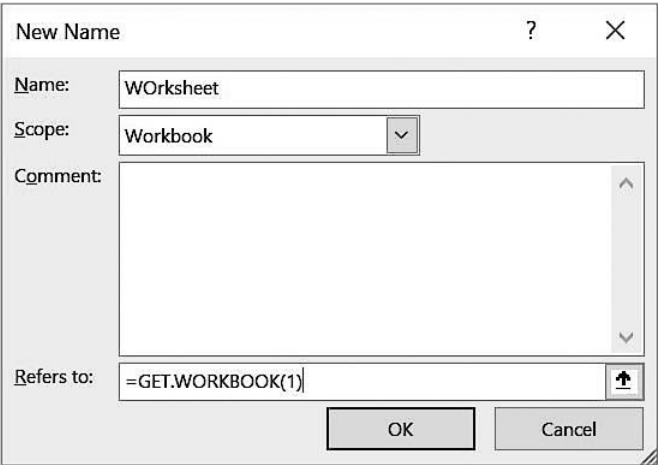 New Name ?
Name: WOrksheet
Scope: Workbook
Comment:
Refers to: =GET.WORKBOOK(1)
OK Cancel